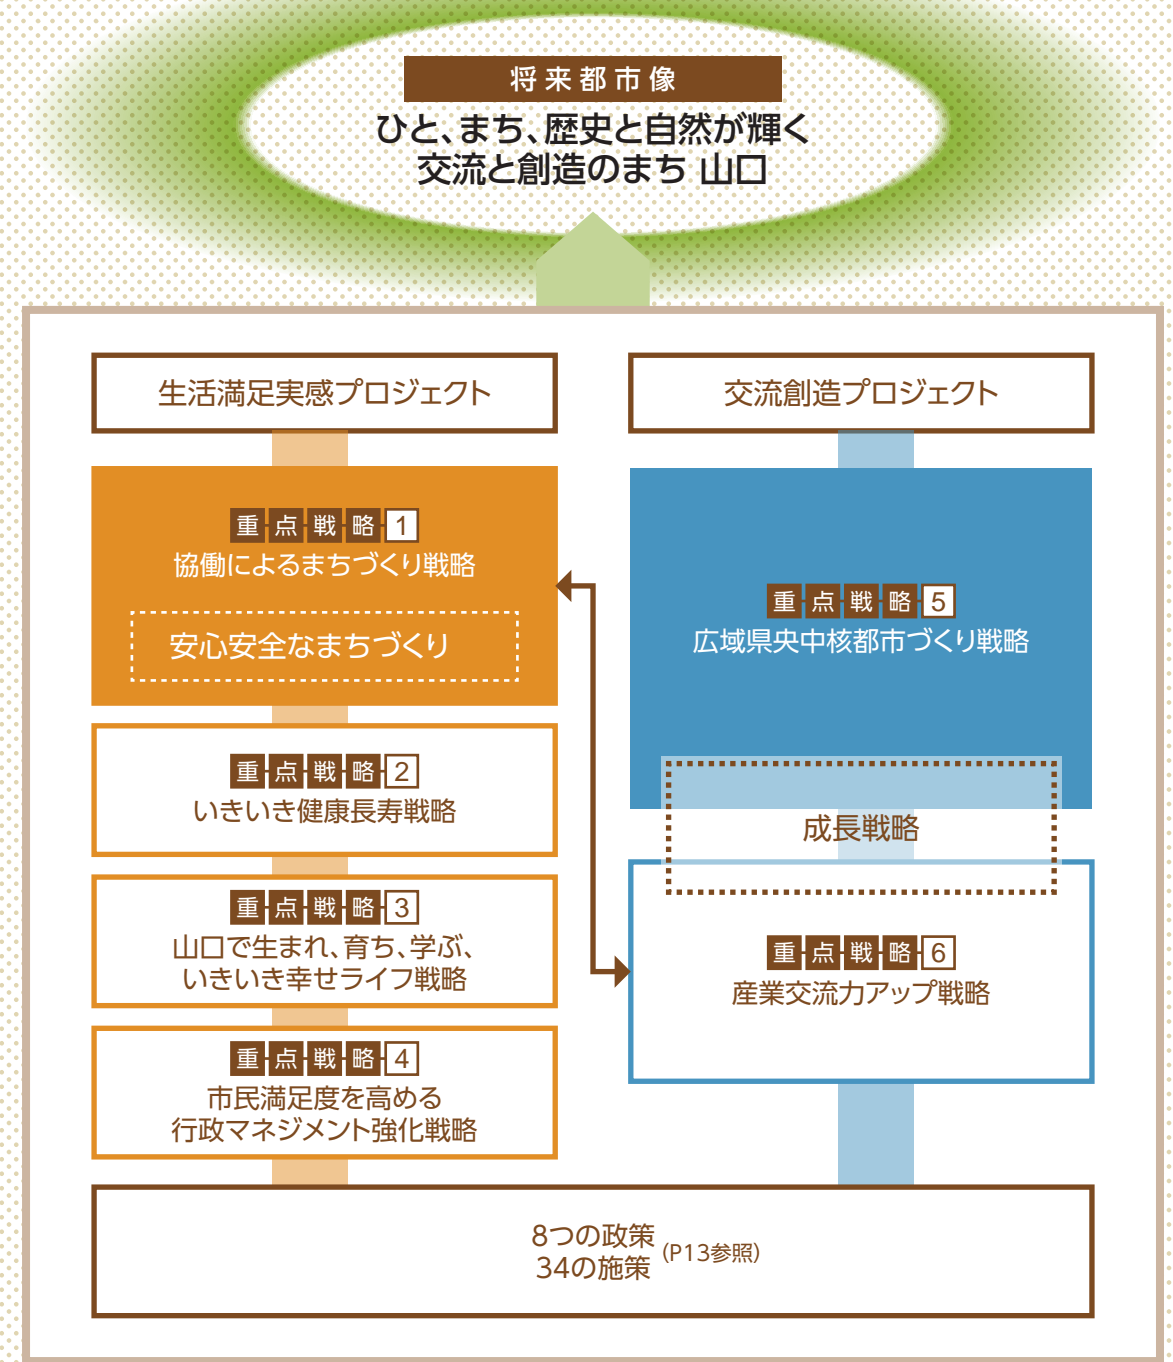 将来都市像
ひと、まち、歴史と自然が輝く
交流と創造のまち 山口
生活満足実感プロジェクト
重点戦略1
協働によるまちづくり戦略
安心安全なまちづくり
重点戦略2
いきいき健康長寿戦略
重点戦略3
山口で生まれ、育ち、学ぶ、
いきいき幸せライフ戦略
重点戦略4
市民満足度を高める
行政マネジメント強化戦略
交流創造プロジェクト
重点戦略5
広域県央中核都市づくり戦略
成長戦略
重点戦略6
産業交流力アップ戦略
8つの政策
34の施策
(P13参照)